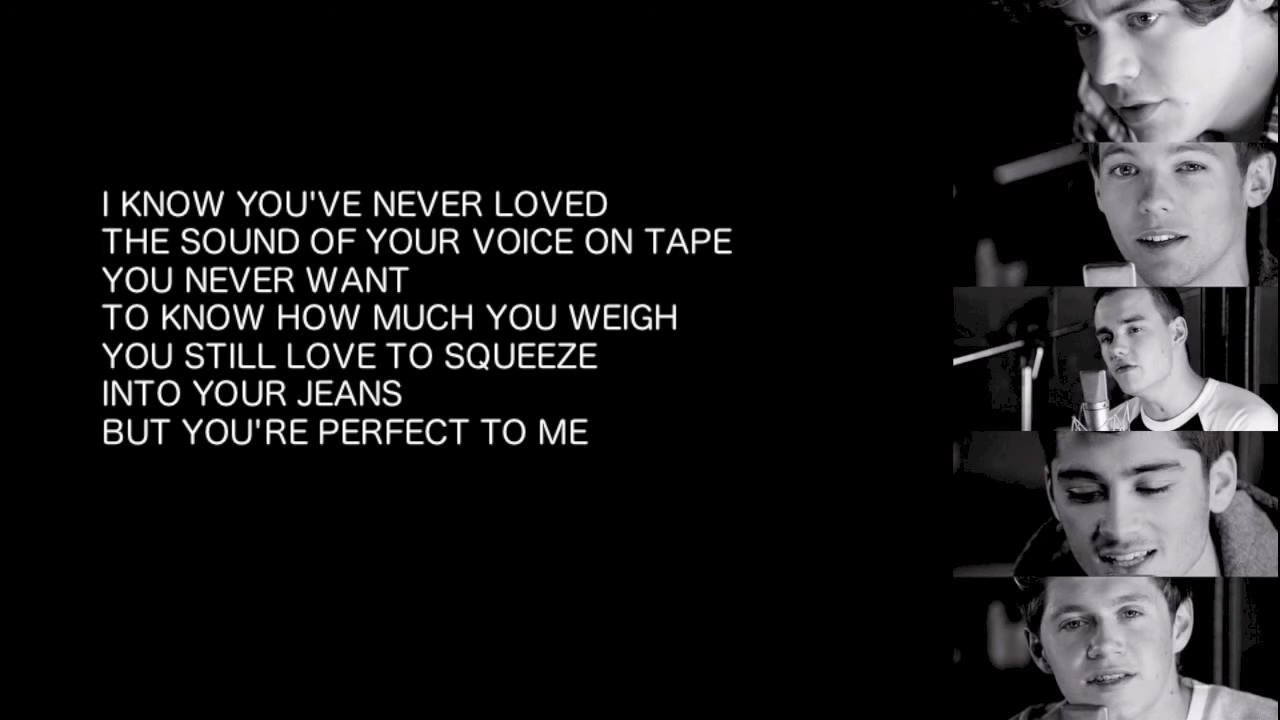 I KNOW YOU'VE NEVER LOVED
THE SOUND OF YOUR VOICE ON TAPE
YOU NEVER WANT
TO KNOW HOW MUCH YOU WEIGH
YOU STILL LOVE TO SQUEEZE
INTO YOUR JEANS
BUT YOU'RE PERFECT TO ME